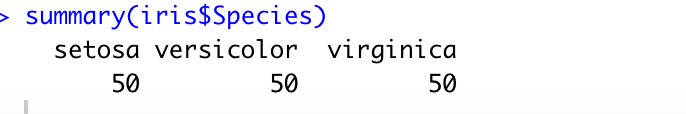 > summary(iris$Species)
setosa versicolor virginica
50 50 50